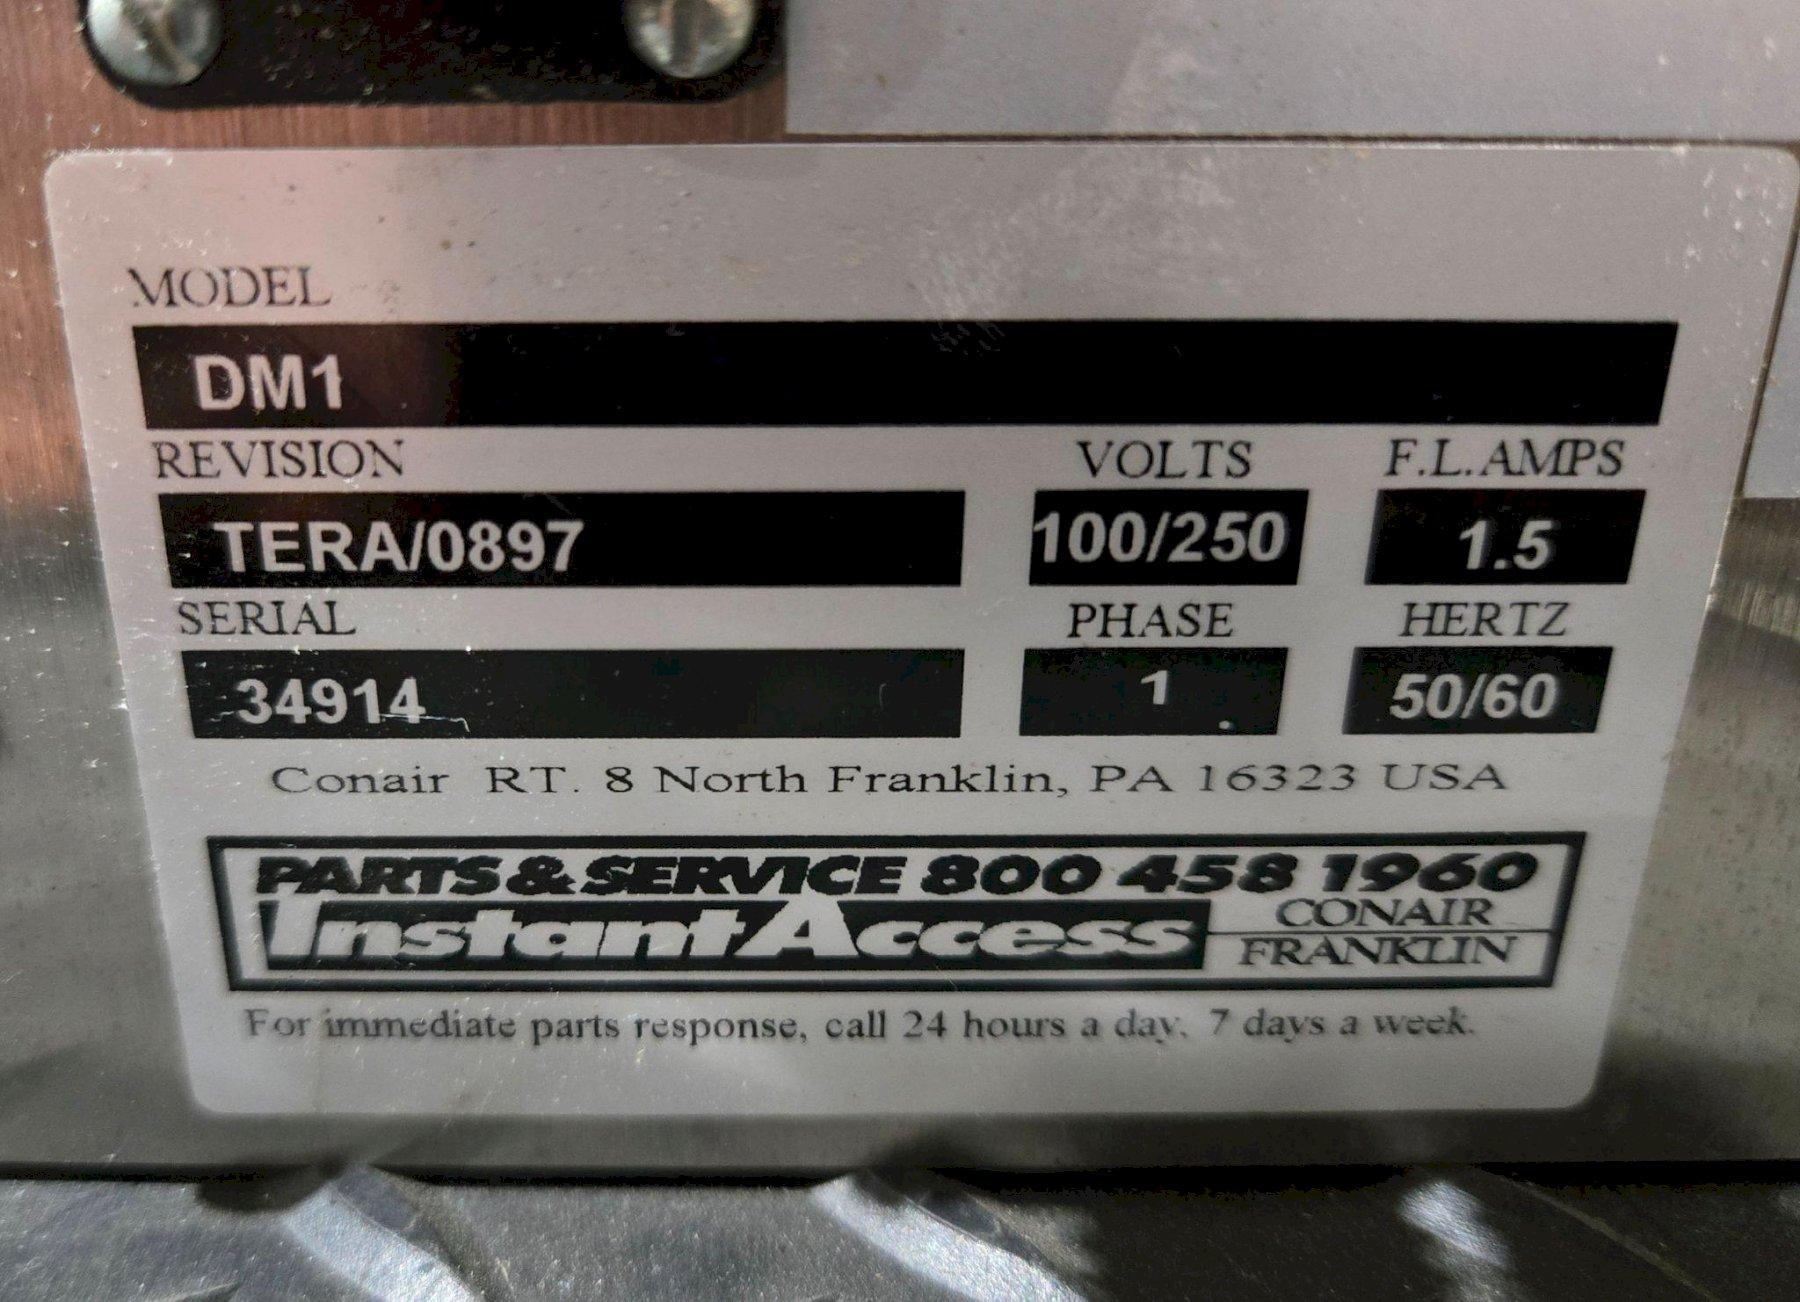 MODEL
DM1
REVISION VOLTS F.L.AMPS
TERA/0897 100/250 1.5
SERIAL PHASE HERTZ
34914 1 50/60
Conair RT. 8 North Franklin, PA 16323 USA
PARTS & SERVICE 800 458 1960
InstantAccess CONAIR
FRANKLIN
For immediate parts response, call 24 hours a day, 7 days a week.